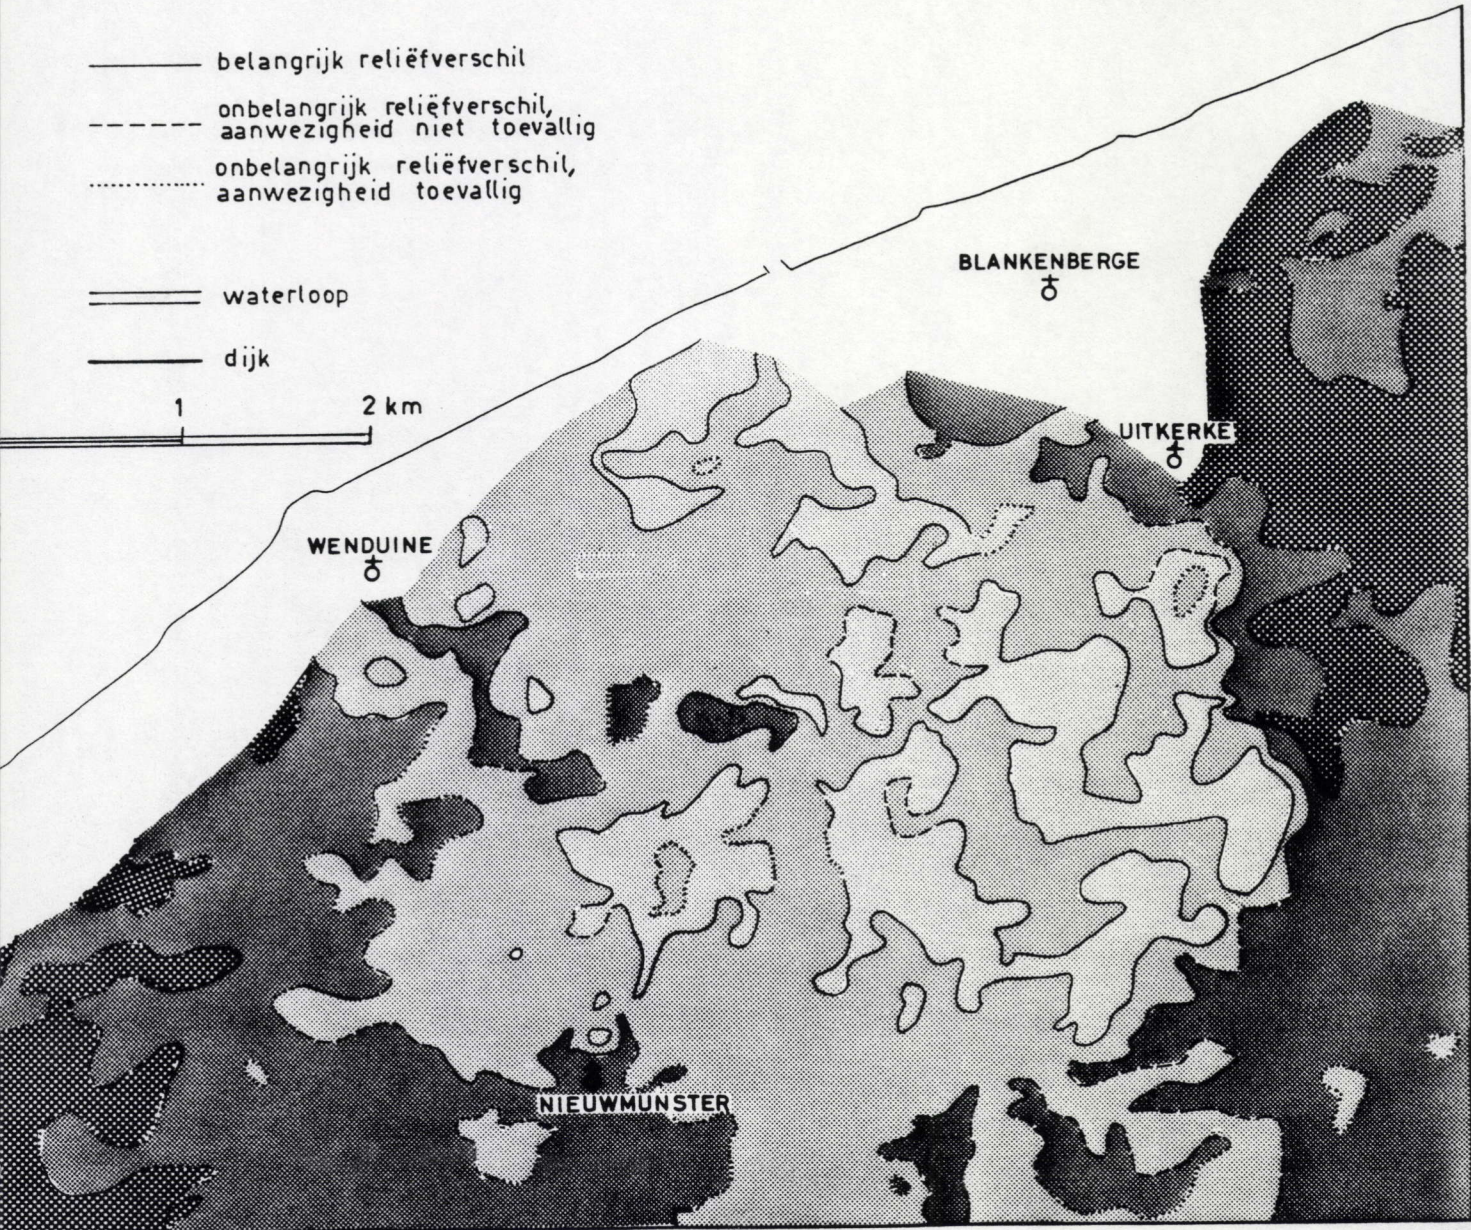 belangrijk reliëfverschil
onbelangrijk reliëfverschil,
aanwezigheid niet toevallig
onbelangrijk reliëfverschil,
aanwezigheid toevallig
waterloop
dijk
1 2 km
BLANKENBERGE
UITKERKE
WENDUINE
NIEUWMUNSTER